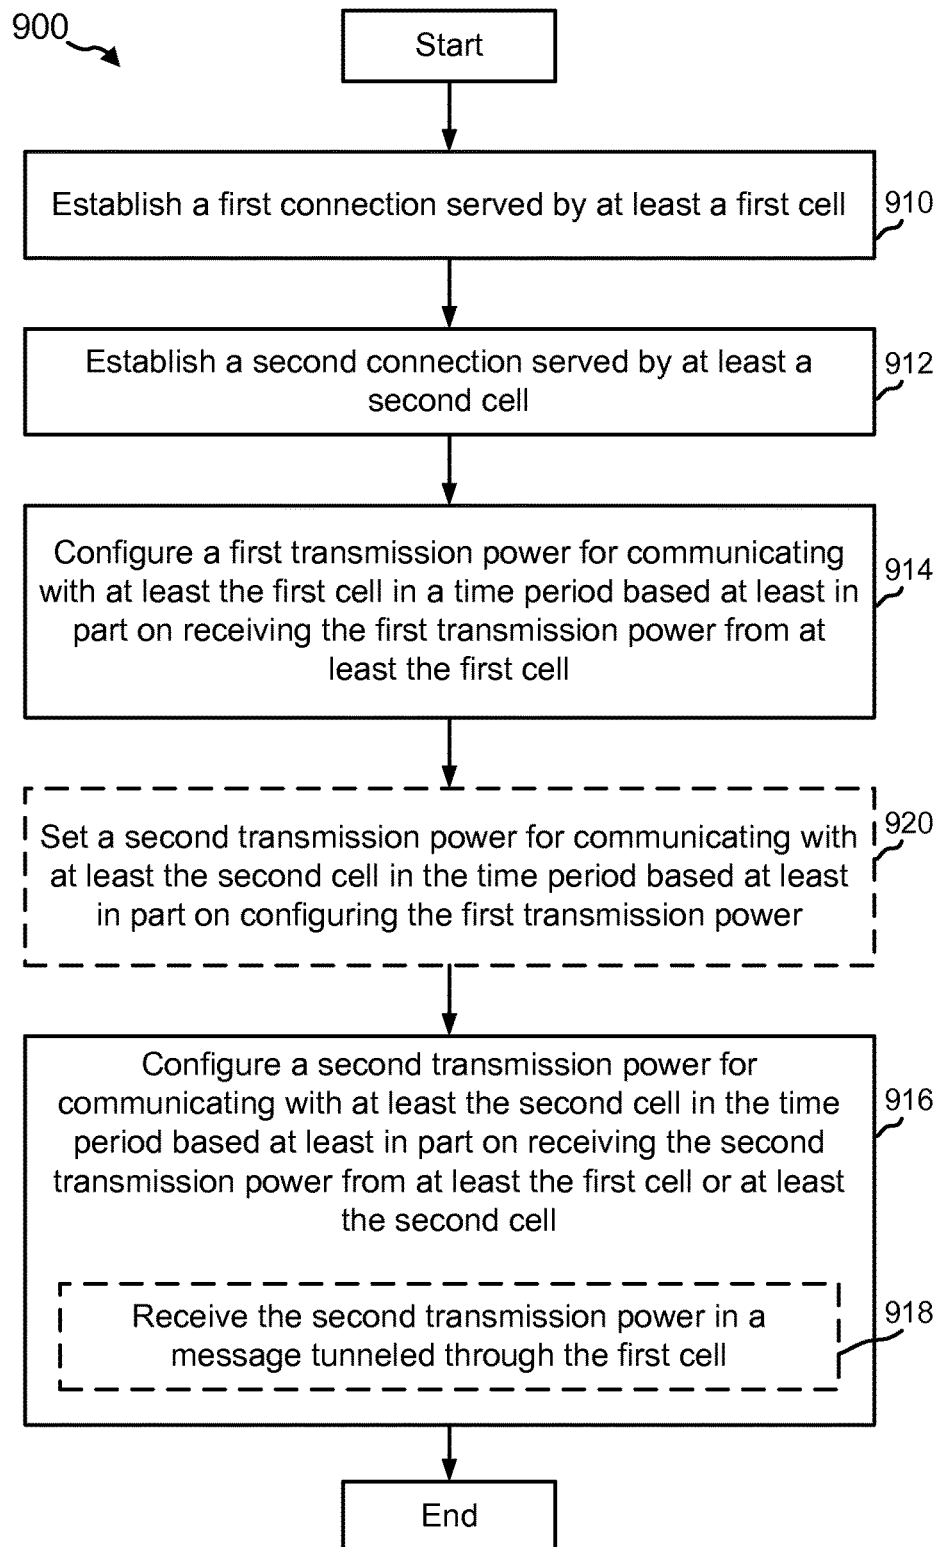 900
Start
Establish a first connection served by at least a first cell
910
Establish a second connection served by at least a
second cell
912
Configure a first transmission power for communicating
with at least the first cell in a time period based at least in
part on receiving the first transmission power from at
least the first cell
914
Set a second transmission power for communicating with
at least the second cell in the time period based at least
in part on configuring the first transmission power
920
Configure a second transmission power for
communicating with at least the second cell in the time
period based at least in part on receiving the second
transmission power from at least the first cell or at least
the second cell
916
Receive the second transmission power in a
message tunneled through the first cell
918
End